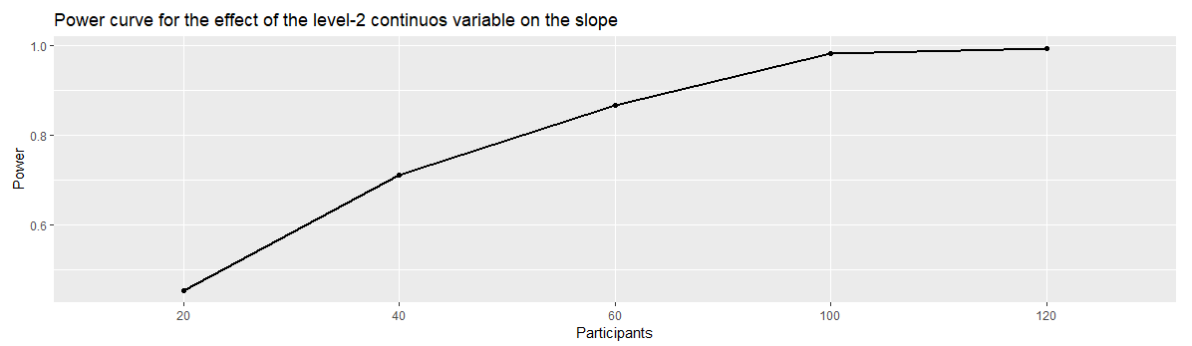 Power curve for the effect of the level-2 continuos variable on the slope
1.0
0.8
0.6
Power
20 40 60 100 120
Participants